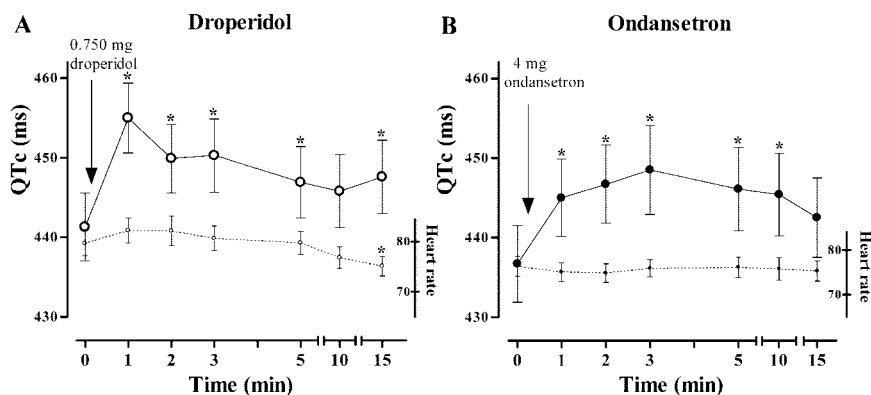 A
Droperidol
0.750 mg
droperidol
QTc (ms)
460
450
440
430
* * * * * *
80
70
Heart rate
0 1 2 3 5 10 15
Time (min)
B
Ondansetron
4 mg
ondansetron
QTc (ms)
460
450
440
430
* * * * *
80
70
Heart rate
0 1 2 3 5 10 15
Time (min)